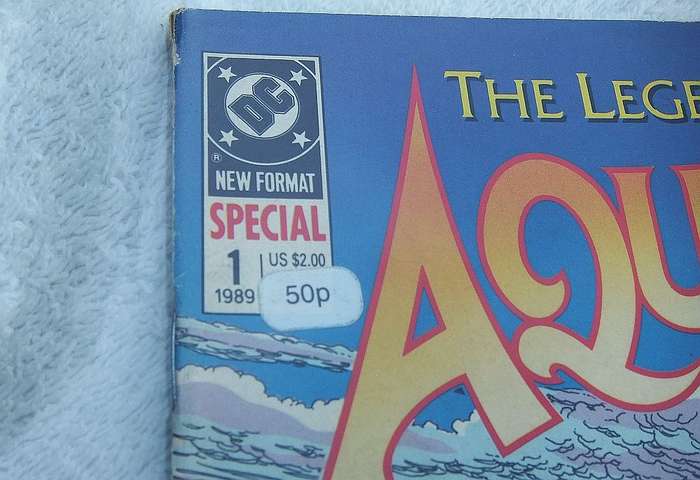 DC
®
NEW FORMAT
SPECIAL
1 US $2.00
1989
50p
THE LEGE
AQU